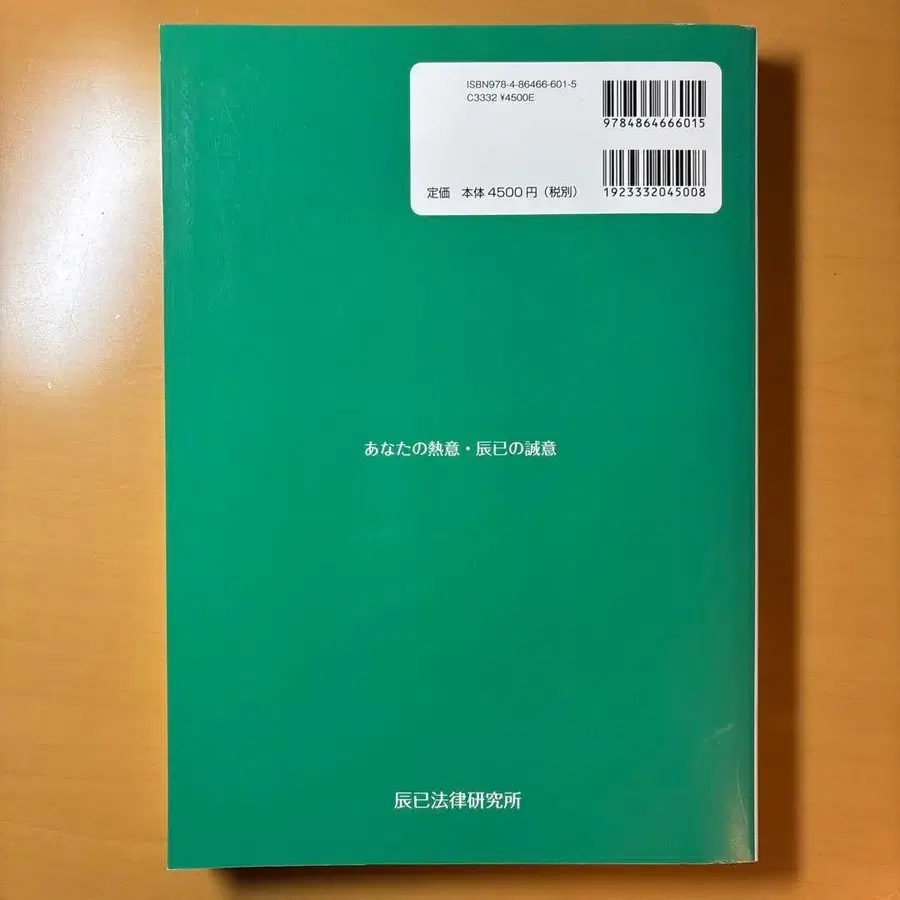 ISBN978-4-86466-601-5
C3332 ¥4500E
9784864666015
定価 本体4500円(税別)
1923332045008
あなたの熱意・辰已の誠意
辰已法律研究所